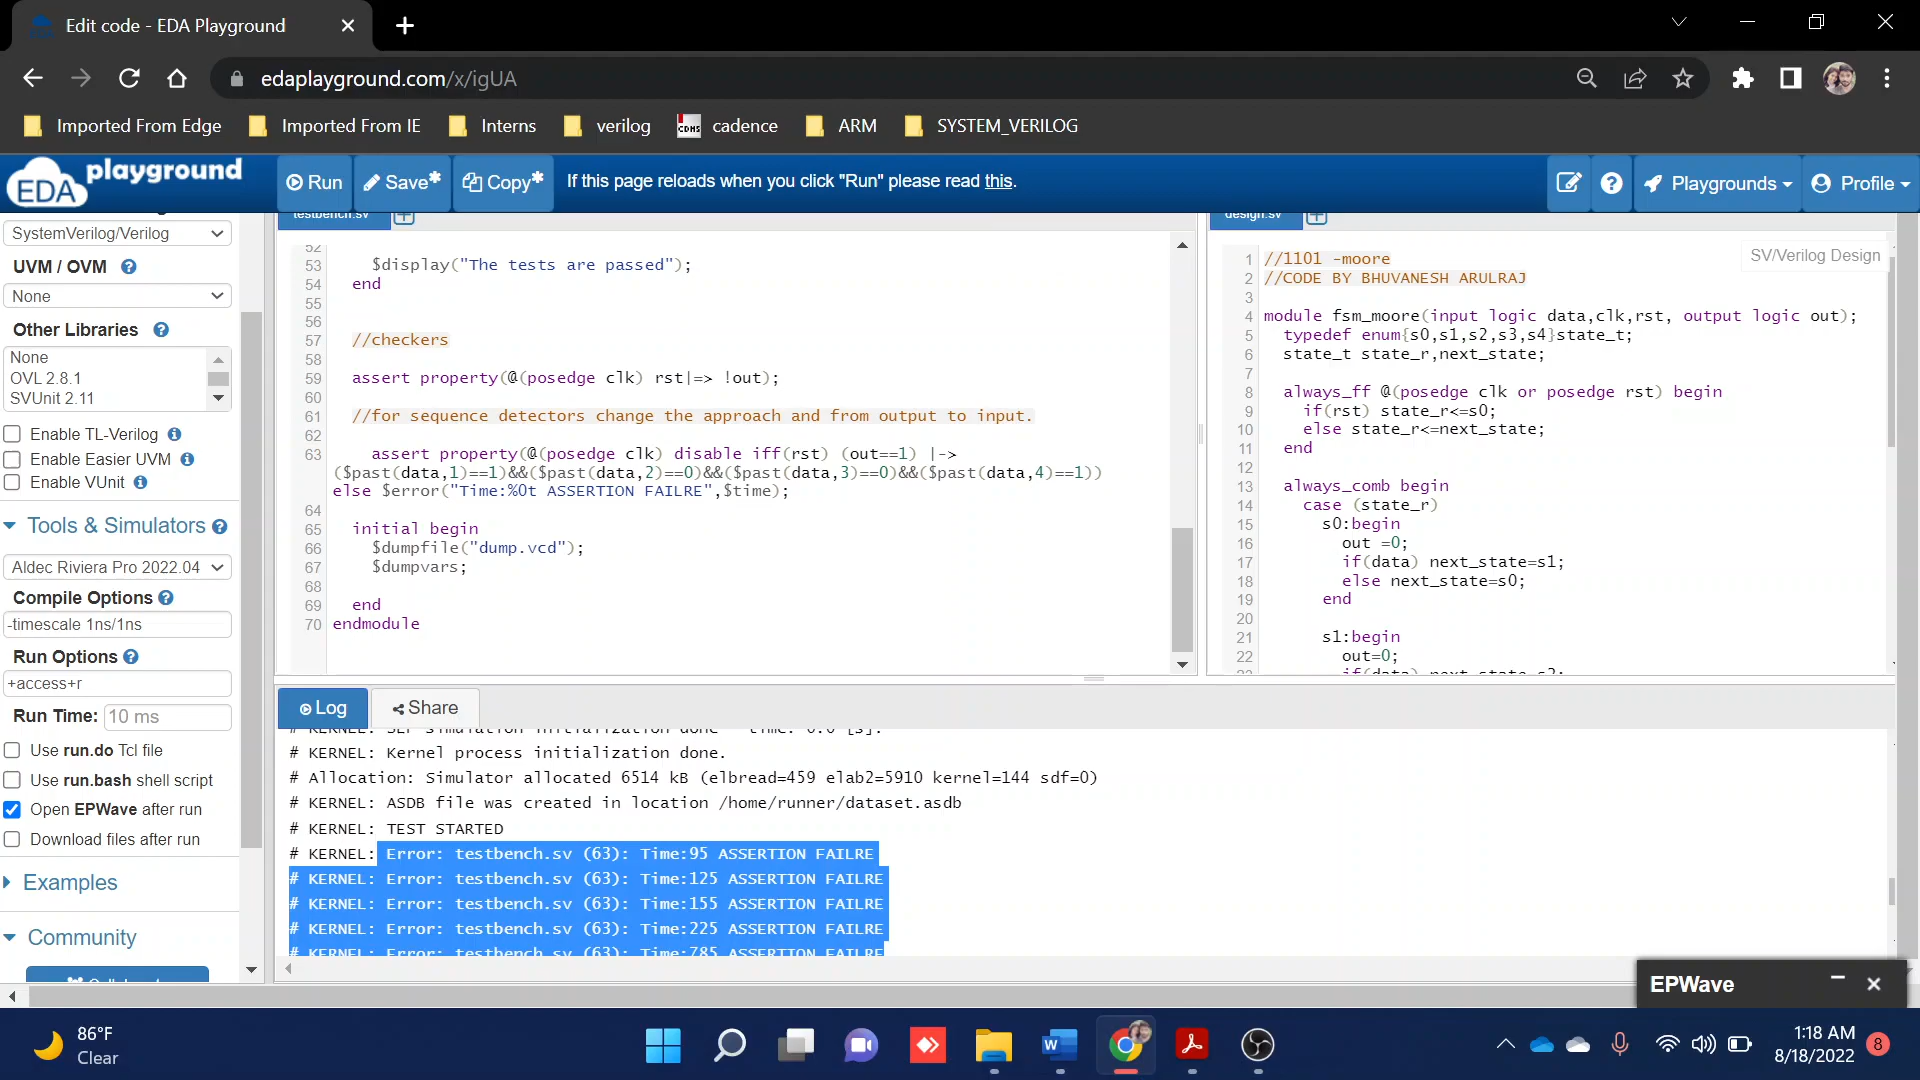 Edit code - EDA Playground
edaplayground.com/x/igUA
Imported From Edge
Imported From IE
Interns
verilog
cadence
ARM
SYSTEM_VERILOG
EDA playground
Run
Save*
Copy*
If this page reloads when you click "Run" please read this.
Playgrounds
Profile
SystemVerilog/Verilog
UVM / OVM
None
Other Libraries
None
OVL 2.8.1
SVUnit 2.11
Enable TL-Verilog
Enable Easier UVM
Enable VUnit
Tools & Simulators
Aldec Riviera Pro 2022.04
Compile Options
-timescale 1ns/1ns
Run Options
+access+r
Run Time: 10 ms
Use run.do Tcl file
Use run.bash shell script
Open EPWave after run
Download files after run
Examples
Community
testbench.sv
52
53 $display("The tests are passed");
54 end
55
56
57 //checkers
58
59 assert property(@(posedge clk) rst|=> !out);
60
61 //for sequence detectors change the approach and from output to input.
62
63 assert property(@(posedge clk) disable iff(rst) (out==1) |->
($past(data,1)==1)&&($past(data,2)==0)&&($past(data,3)==0)&&($past(data,4)==1))
else $error("Time:%0t ASSERTION FAILRE",$time);
64
65 initial begin
66 $dumpfile("dump.vcd");
67 $dumpvars;
68
69 end
70 endmodule
design.sv
SV/Verilog Design
1 //1101 -moore
2 //CODE BY BHUVANESH ARULRAJ
3
4 module fsm_moore(input logic data,clk,rst, output logic out);
5 typedef enum{s0,s1,s2,s3,s4}state_t;
6 state_t state_r,next_state;
7
8 always_ff @(posedge clk or posedge rst) begin
9 if(rst) state_r<=s0;
10 else state_r<=next_state;
11 end
12
13 always_comb begin
14 case (state_r)
15 s0:begin
16 out =0;
17 if(data) next_state=s1;
18 else next_state=s0;
19 end
20
21 s1:begin
22 out=0;
Log
Share
# KERNEL: Kernel process initialization done.
# Allocation: Simulator allocated 6514 kB (elbread=459 elab2=5910 kernel=144 sdf=0)
# KERNEL: ASDB file was created in location /home/runner/dataset.asdb
# KERNEL: TEST STARTED
# KERNEL: Error: testbench.sv (63): Time:95 ASSERTION FAILRE
# KERNEL: Error: testbench.sv (63): Time:125 ASSERTION FAILRE
# KERNEL: Error: testbench.sv (63): Time:155 ASSERTION FAILRE
# KERNEL: Error: testbench.sv (63): Time:225 ASSERTION FAILRE
# KERNEL: Error: testbench.sv (63): Time:785 ASSERTION FAILRE
EPWave
86°F
Clear
1:18 AM
8/18/2022
8